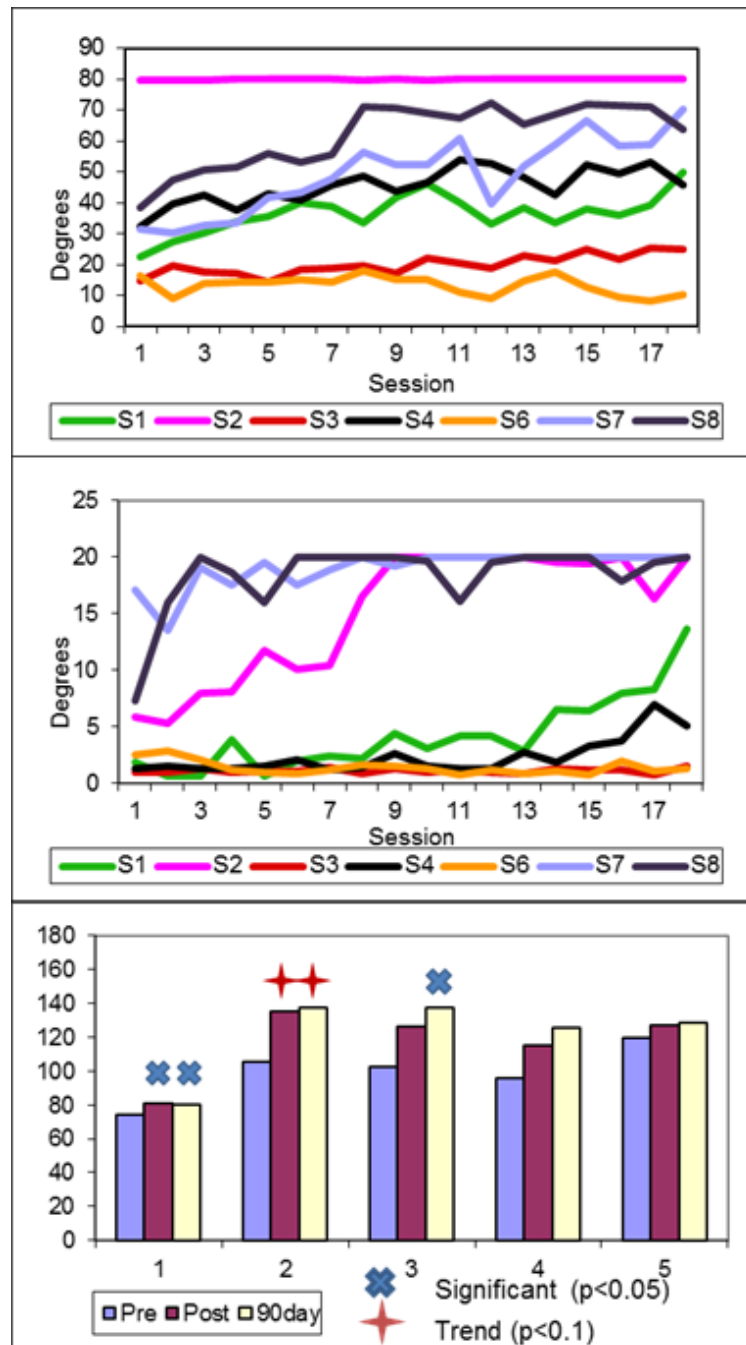 90
80
70
60
50
40
30
20
10
0
Degrees
1 3 5 7 9 11 13 15 17
Session
S1 S2 S3 S4 S6 S7 S8
25
20
15
10
5
0
Degrees
1 3 5 7 9 11 13 15 17
Session
S1 S2 S3 S4 S6 S7 S8
180
160
140
120
100
80
60
40
20
0
1 2 3 4 5
Pre Post 90day
Significant (p<0.05)
Trend (p<0.1)